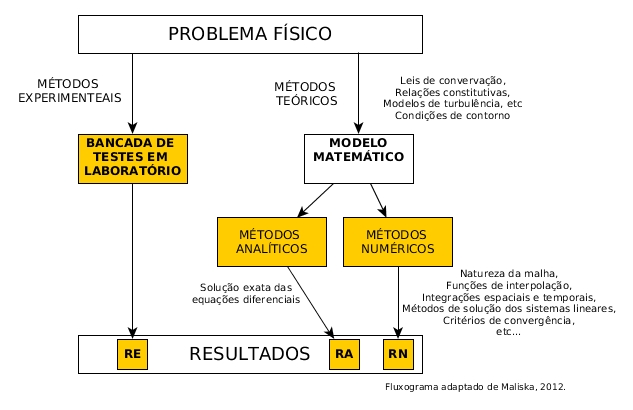 PROBLEMA FÍSICO
MÉTODOS
EXPERIMENTEAIS
MÉTODOS
TEÓRICOS
Leis de convervação,
Relações constitutivas,
Modelos de turbulência, etc
Condições de contorno
BANCADA DE
TESTES EM
LABORATÓRIO
MODELO
MATEMÁTICO
MÉTODOS
ANALÍTICOS
MÉTODOS
NUMÉRICOS
Solução exata das
equações diferenciais
Natureza da malha,
Funções de interpolação,
Integrações espaciais e temporais,
Métodos de solução dos sistemas lineares,
Critérios de convergência,
etc...
RE
RESULTADOS
RA
RN
Fluxograma adaptado de Maliska, 2012.